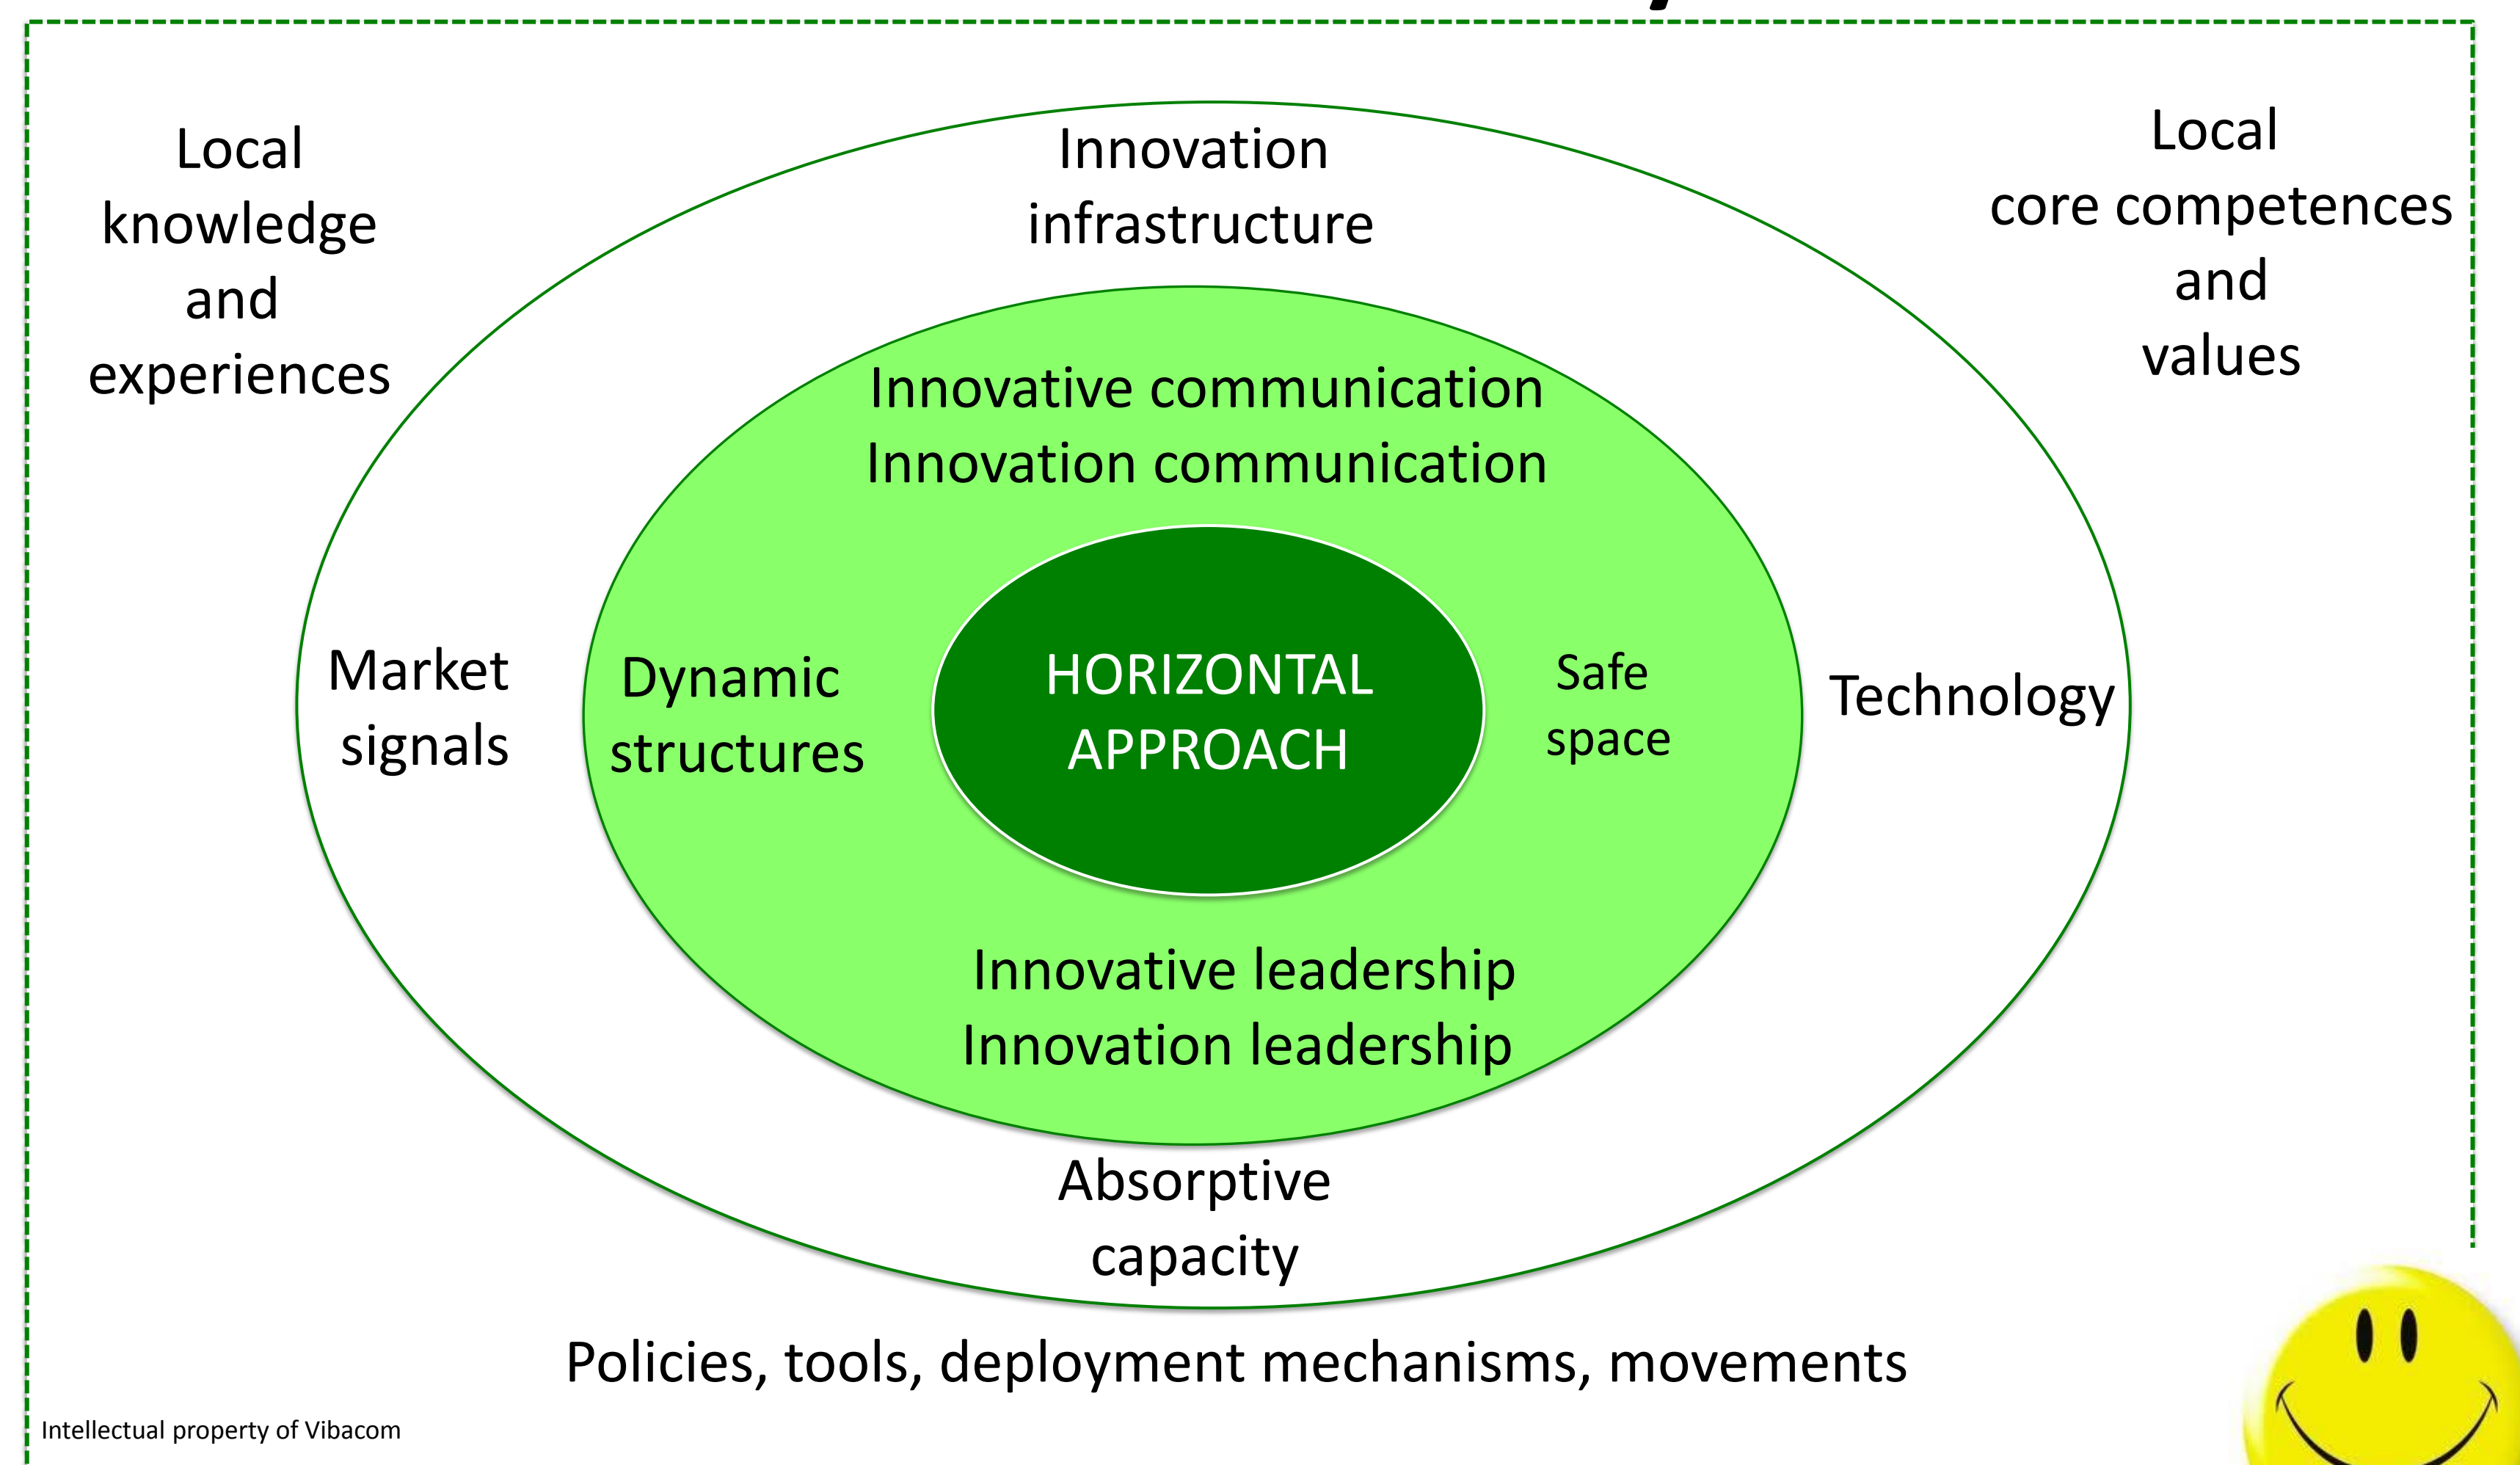 Local
knowledge
and
experiences
Innovation
infrastructure
Local
core competences
and
values
Innovative communication
Innovation communication
Market
signals
Dynamic
structures
HORIZONTAL
APPROACH
Safe
space
Technology
Innovative leadership
Innovation leadership
Absorptive
capacity
Policies, tools, deployment mechanisms, movements
Intellectual property of Vibacom